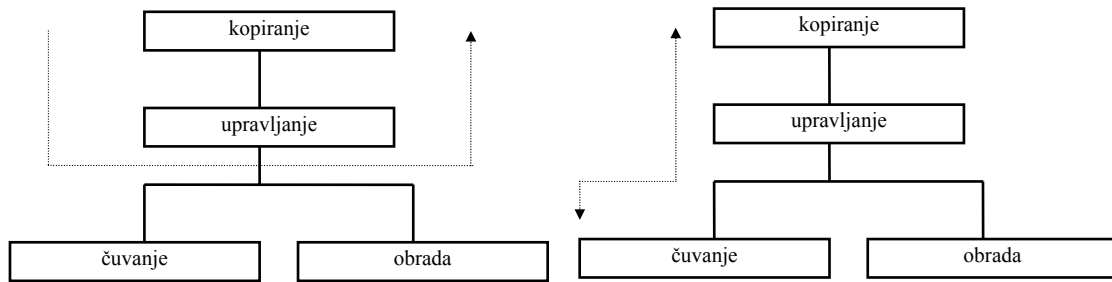 kopiranje
upravljanje
čuvanje
obrada
kopiranje
upravljanje
čuvanje
obrada